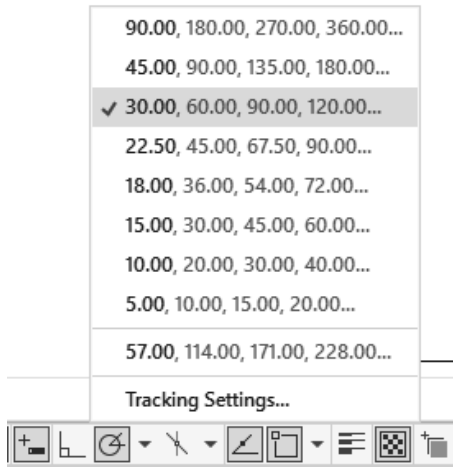 90.00, 180.00, 270.00, 360.00...
45.00, 90.00, 135.00, 180.00...
30.00, 60.00, 90.00, 120.00...
22.50, 45.00, 67.50, 90.00...
18.00, 36.00, 54.00, 72.00...
15.00, 30.00, 45.00, 60.00...
10.00, 20.00, 30.00, 40.00...
5.00, 10.00, 15.00, 20.00...
57.00, 114.00, 171.00, 228.00...
Tracking Settings...